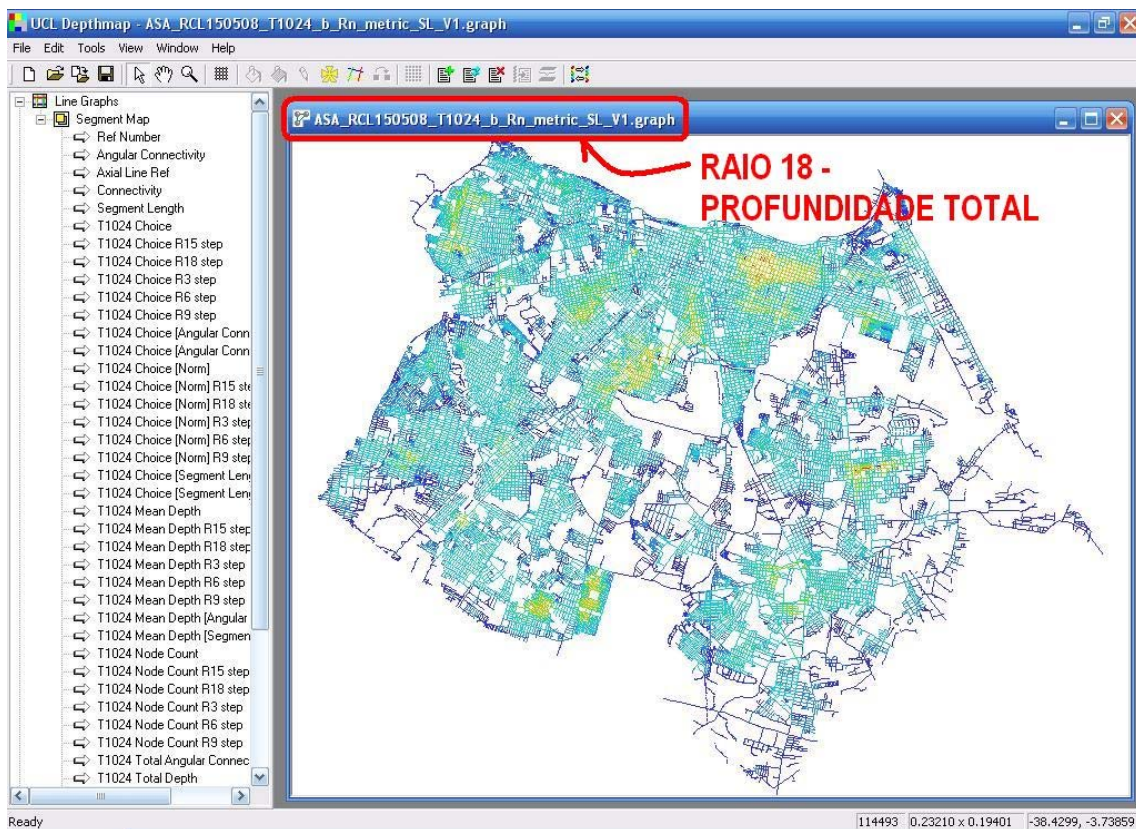 UCL Depthmap - ASA_RCL150508_T1024_b_Rn_metric_SL_V1.graph
File Edit Tools View Window Help
Line Graphs
Segment Map
Ref Number
Angular Connectivity
Axial Line Ref
Connectivity
Segment Length
T1024 Choice
T1024 Choice R15 step
T1024 Choice R18 step
T1024 Choice R3 step
T1024 Choice R6 step
T1024 Choice R9 step
T1024 Choice [Angular Conn
T1024 Choice [Angular Conn
T1024 Choice [Norm]
T1024 Choice [Norm] R15 ste
T1024 Choice [Norm] R18 ste
T1024 Choice [Norm] R3 step
T1024 Choice [Norm] R6 step
T1024 Choice [Norm] R9 step
T1024 Choice [Segment Leng
T1024 Choice [Segment Leng
T1024 Mean Depth
T1024 Mean Depth R15 step
T1024 Mean Depth R18 step
T1024 Mean Depth R3 step
T1024 Mean Depth R6 step
T1024 Mean Depth R9 step
T1024 Mean Depth [Angular
T1024 Mean Depth [Segmen
T1024 Node Count
T1024 Node Count R15 step
T1024 Node Count R18 step
T1024 Node Count R3 step
T1024 Node Count R6 step
T1024 Node Count R9 step
T1024 Total Angular Connec
T1024 Total Depth
ASA_RCL150508_T1024_b_Rn_metric_SL_V1.graph
RAIO 18 -
PROFUNDIDADE TOTAL
Ready
114493 0.23210 x 0.19401 -38.4299, -3.73859